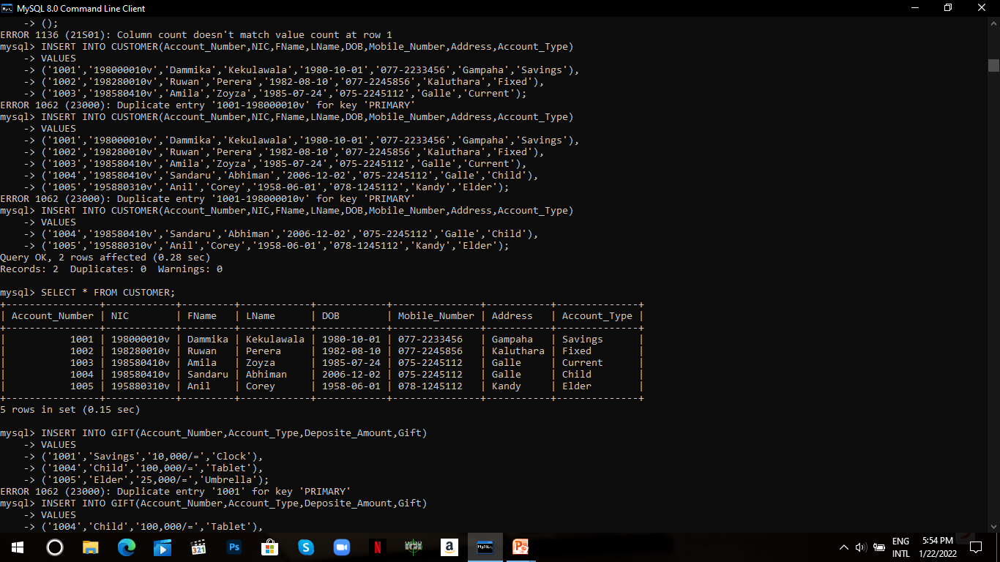 MySQL 8.0 Command Line Client
    -> ();
ERROR 1136 (21S01): Column count doesn't match value count at row 1
mysql> INSERT INTO CUSTOMER(Account_Number,NIC,FName,LName,DOB,Mobile_Number,Address,Account_Type)
    -> VALUES
    -> ('1001','198000010v','Dammika','Kekulawala','1980-10-01','077-2233456','Gampaha','Savings'),
    -> ('1002','198280010v','Ruwan','Perera','1982-08-10','077-2245856','Kaluthara','Fixed'),
    -> ('1003','198580410v','Amila','Zoyza','1985-07-24','075-2245112','Galle','Current');
ERROR 1062 (23000): Duplicate entry '1001-198000010v' for key 'PRIMARY'
mysql> INSERT INTO CUSTOMER(Account_Number,NIC,FName,LName,DOB,Mobile_Number,Address,Account_Type)
    -> VALUES
    -> ('1001','198000010v','Dammika','Kekulawala','1980-10-01','077-2233456','Gampaha','Savings'),
    -> ('1002','198280010v','Ruwan','Perera','1982-08-10','077-2245856','Kaluthara','Fixed'),
    -> ('1003','198580410v','Amila','Zoyza','1985-07-24','075-2245112','Galle','Current'),
    -> ('1004','198580410v','Sandaru','Abhiman','2006-12-02','075-2245112','Galle','Child'),
    -> ('1005','195880310v','Anil','Corey','1958-06-01','078-1245112','Kandy','Elder');
ERROR 1062 (23000): Duplicate entry '1001-198000010v' for key 'PRIMARY'
mysql> INSERT INTO CUSTOMER(Account_Number,NIC,FName,LName,DOB,Mobile_Number,Address,Account_Type)
    -> VALUES
    -> ('1004','198580410v','Sandaru','Abhiman','2006-12-02','075-2245112','Galle','Child'),
    -> ('1005','195880310v','Anil','Corey','1958-06-01','078-1245112','Kandy','Elder');
Query OK, 2 rows affected (0.28 sec)
Records: 2  Duplicates: 0  Warnings: 0
mysql> SELECT * FROM CUSTOMER;
+----------------+------------+---------+------------+------------+---------------+-----------+--------------+
| Account_Number | NIC        | FName   | LName      | DOB        | Mobile_Number | Address   | Account_Type |
+----------------+------------+---------+------------+------------+---------------+-----------+--------------+
|           1001 | 198000010v | Dammika | Kekulawala | 1980-10-01 | 077-2233456   | Gampaha   | Savings      |
|           1002 | 198280010v | Ruwan   | Perera     | 1982-08-10 | 077-2245856   | Kaluthara | Fixed        |
|           1003 | 198580410v | Amila   | Zoyza      | 1985-07-24 | 075-2245112   | Galle     | Current      |
|           1004 | 198580410v | Sandaru | Abhiman    | 2006-12-02 | 075-2245112   | Galle     | Child        |
|           1005 | 195880310v | Anil    | Corey      | 1958-06-01 | 078-1245112   | Kandy     | Elder        |
+----------------+------------+---------+------------+------------+---------------+-----------+--------------+
5 rows in set (0.15 sec)
mysql> INSERT INTO GIFT(Account_Number,Account_Type,Deposite_Amount,Gift)
    -> VALUES
    -> ('1001','Savings','10,000/=','Clock'),
    -> ('1004','Child','100,000/=','Tablet'),
    -> ('1005','Elder','25,000/=','Umbrella');
ERROR 1062 (23000): Duplicate entry '1001' for key 'PRIMARY'
mysql> INSERT INTO GIFT(Account_Number,Account_Type,Deposite_Amount,Gift)
    -> VALUES
    -> ('1004','Child','100,000/=','Tablet'),
321 Ps S N a MySQL P
ENG 5:54 PM
INTL 1/22/2022